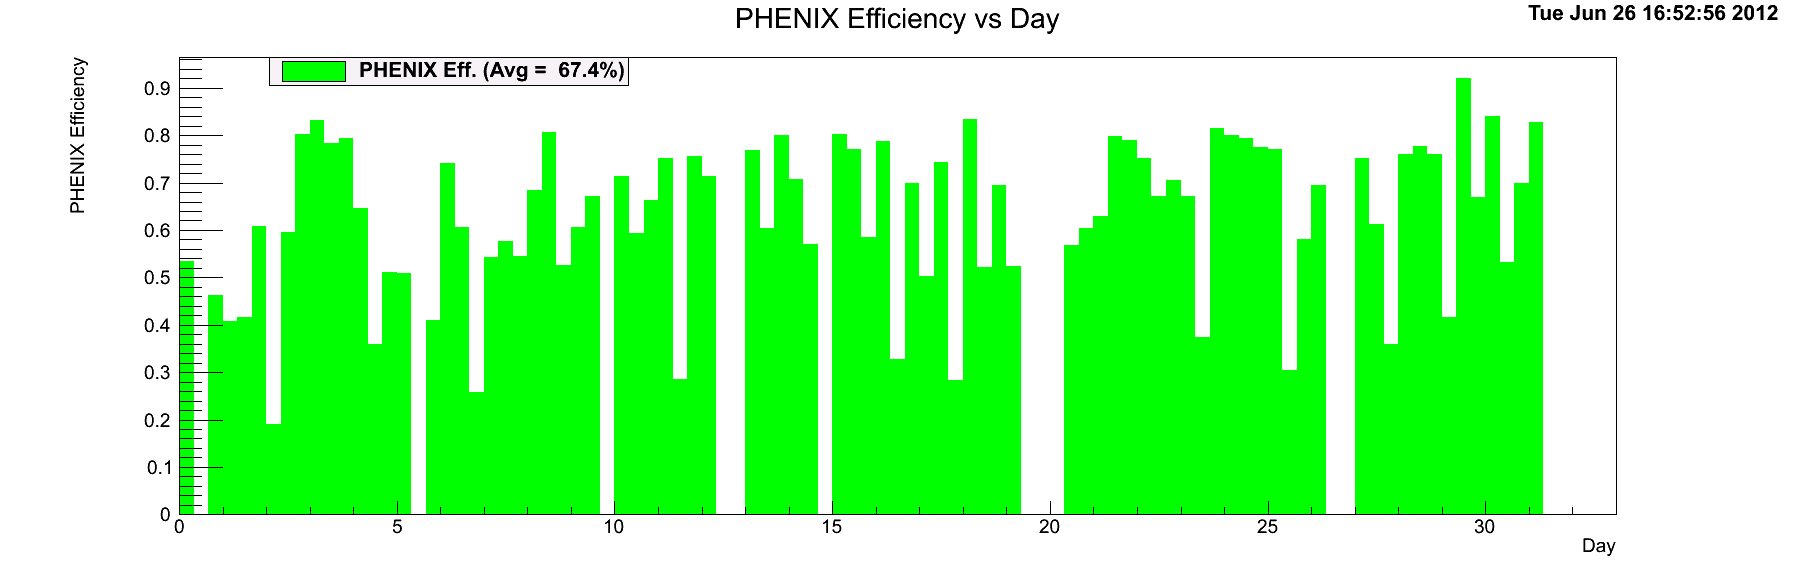 PHENIX Efficiency vs Day
Tue Jun 26 16:52:56 2012
PHENIX Efficiency
PHENIX Eff. (Avg =  67.4%)
0.9
0.8
0.7
0.6
0.5
0.4
0.3
0.2
0.1
0
0 5 10 15 20 25 30
Day